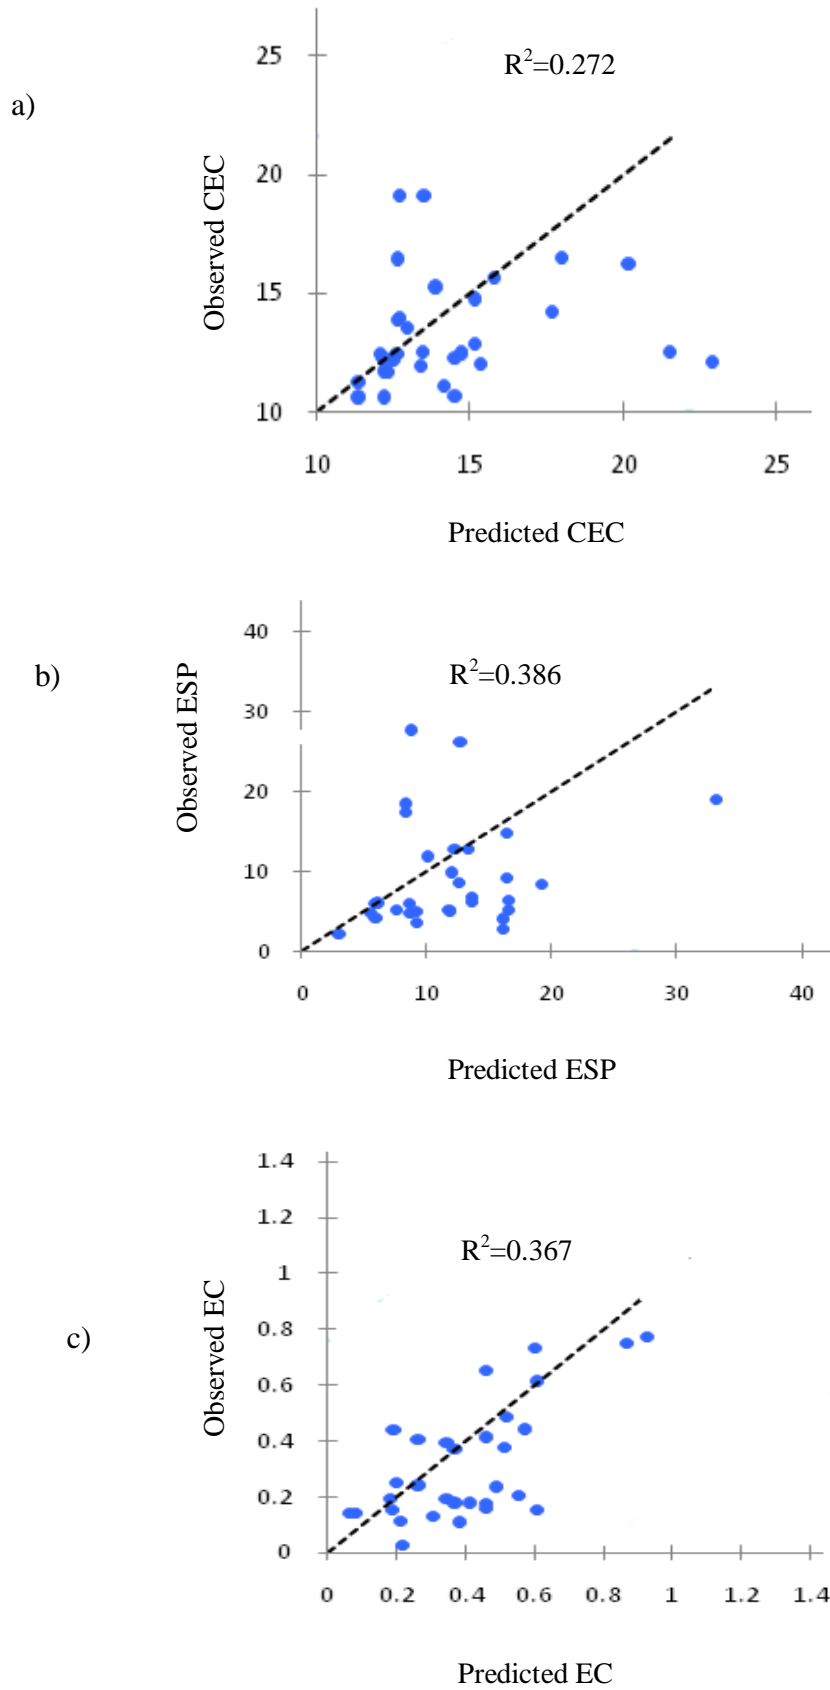 25
R²=0.272
a)
20
Observed CEC
15
10
10 15 20 25
Predicted CEC
40
b)
R²=0.386
30
Observed ESP
20
10
0
0 10 20 30 40
Predicted ESP
1.4
1.2
R²=0.367
1
0.8
c)
Observed EC
0.6
0.4
0.2
0
0 0.2 0.4 0.6 0.8 1 1.2 1.4
Predicted EC